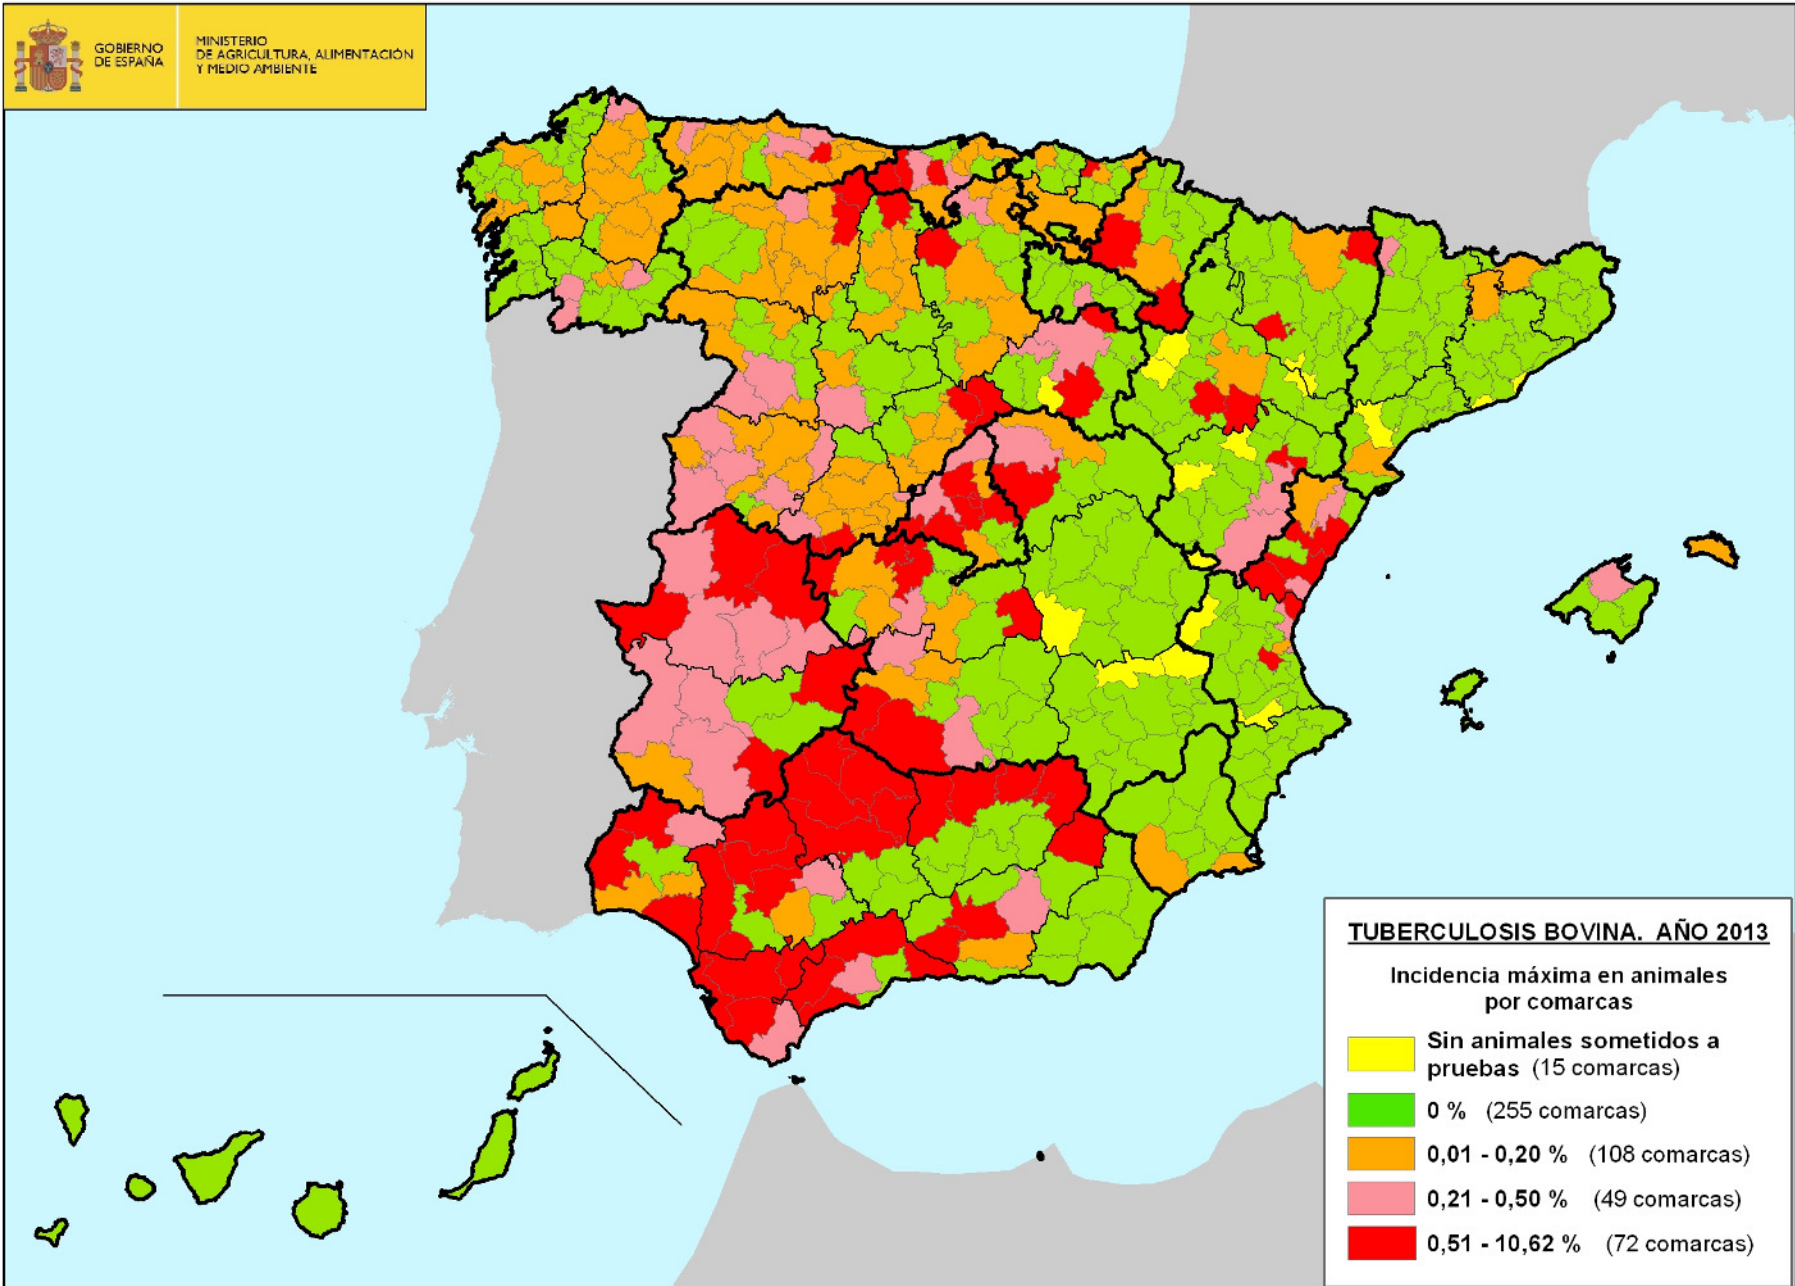 GOBIERNO
DE ESPAÑA
MINISTERIO
DE AGRICULTURA, ALIMENTACIÓN
Y MEDIO AMBIENTE
TUBERCULOSIS BOVINA. AÑO 2013
Incidencia máxima en animales
por comarcas
Sin animales sometidos a
pruebas (15 comarcas)
0 % (255 comarcas)
0,01 - 0,20 % (108 comarcas)
0,21 - 0,50 % (49 comarcas)
0,51 - 10,62 % (72 comarcas)